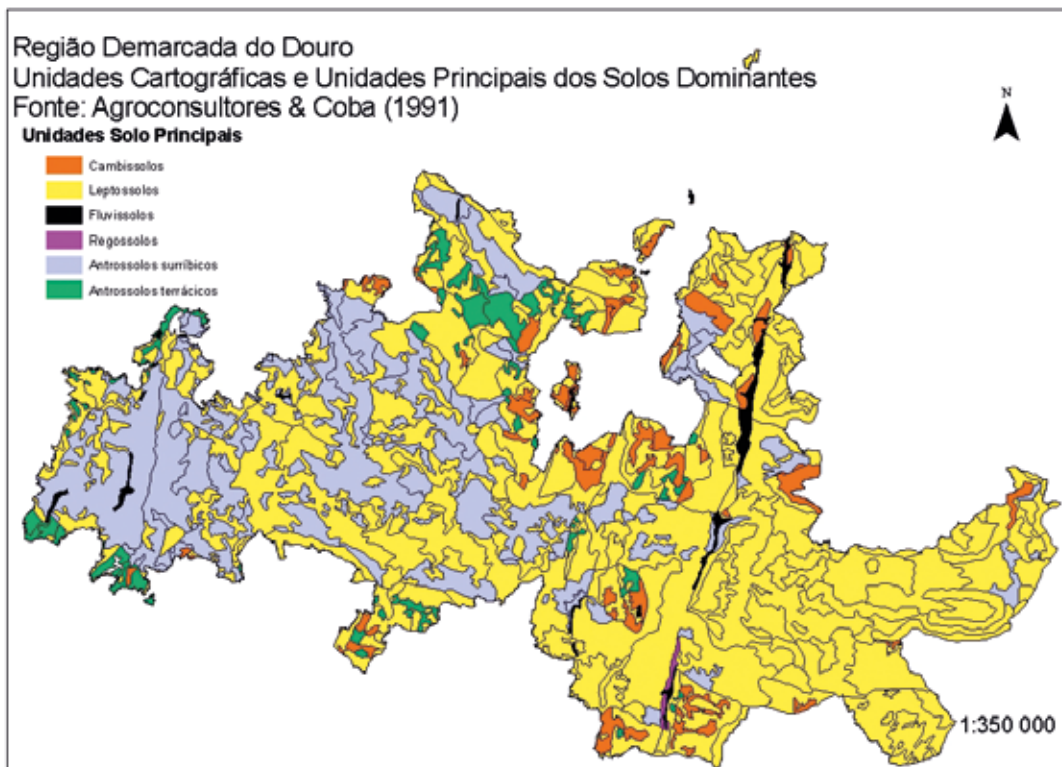 Região Demarcada do Douro
Unidades Cartográficas e Unidades Principais dos Solos Dominantes
Fonte: Agroconsultores & Coba (1991)
Unidades Solo Principais
Cambissolos
Leptossolos
Fluvissolos
Regossolos
Antrossolos surríbicos
Antrossolos terrácicos
N
1:350 000